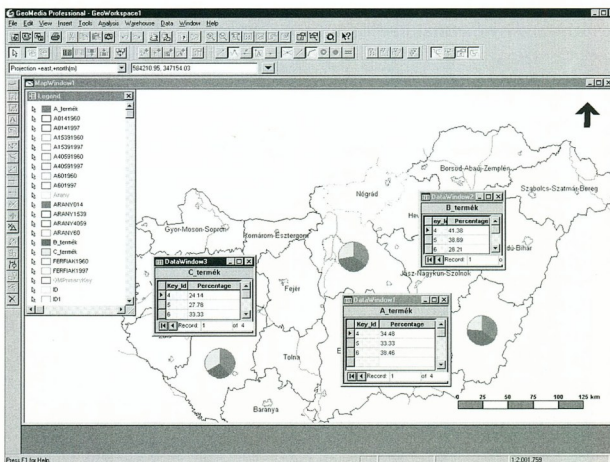 GeoMedia Professional - GeoWorkspace1
File Edit View Insert Tools Analysis Warehouse Data Window Help
Projection +east,+north(m) 584210.95, 347154.03
MapWindow1
Legend
A_termék
A0141960
A0141997
A15391960
A15391997
A40591960
A40591997
A601960
A601997
Arany
ARANY014
ARANY1539
ARANY4059
ARANY60
B_termék
C_termék
FERFIAK1960
FERFIAK1997
ID
ID1
Borsod-Abaúj-Zemplén
Szabolcs-Szatmár-Bereg
Nógrád
Győr-Moson-Sopron
Komárom-Esztergom
Jász-Nagykun-Szolnok
Fejér
Tolna
Baranya
DataWindow2
B_termék
Percentage
4 41.38
5 38.89
6 28.21
Record 1
DataWindow3
C_termék
Key_Id Percentage
4 24.14
5 27.78
6 33.33
Record 1 of 4
DataWindow1
A_termék
Key_Id Percentage
4 34.48
5 33.33
6 38.46
Record 1 of 4
0 25 50 75 100 125 km
Press F1 for Help.
1:2,001,759